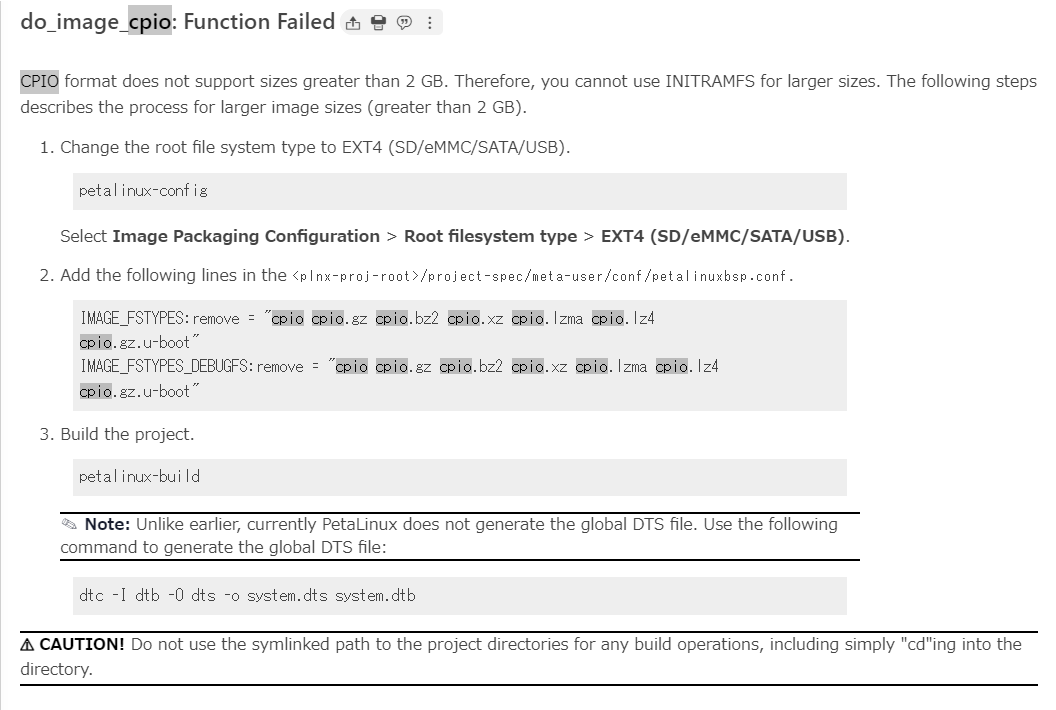 do_image_cpio: Function Failed
CPIO format does not support sizes greater than 2 GB. Therefore, you cannot use INITRAMFS for larger sizes. The following steps
describes the process for larger image sizes (greater than 2 GB).
1. Change the root file system type to EXT4 (SD/eMMC/SATA/USB).
petalinux-config
Select Image Packaging Configuration > Root filesystem type > EXT4 (SD/eMMC/SATA/USB).
2. Add the following lines in the <plnx-proj-root>/project-spec/meta-user/conf/petalinuxbsp.conf.
IMAGE_FSTYPES:remove = "cpio cpio.gz cpio.bz2 cpio.xz cpio.lzma cpio.lz4
cpio.gz.u-boot"
IMAGE_FSTYPES_DEBUGFS:remove = "cpio cpio.gz cpio.bz2 cpio.xz cpio.lzma cpio.lz4
cpio.gz.u-boot"
3. Build the project.
petalinux-build
Note: Unlike earlier, currently PetaLinux does not generate the global DTS file. Use the following
command to generate the global DTS file:
dtc -I dtb -O dts -o system.dts system.dtb
⚠ CAUTION! Do not use the symlinked path to the project directories for any build operations, including simply "cd"ing into the
directory.